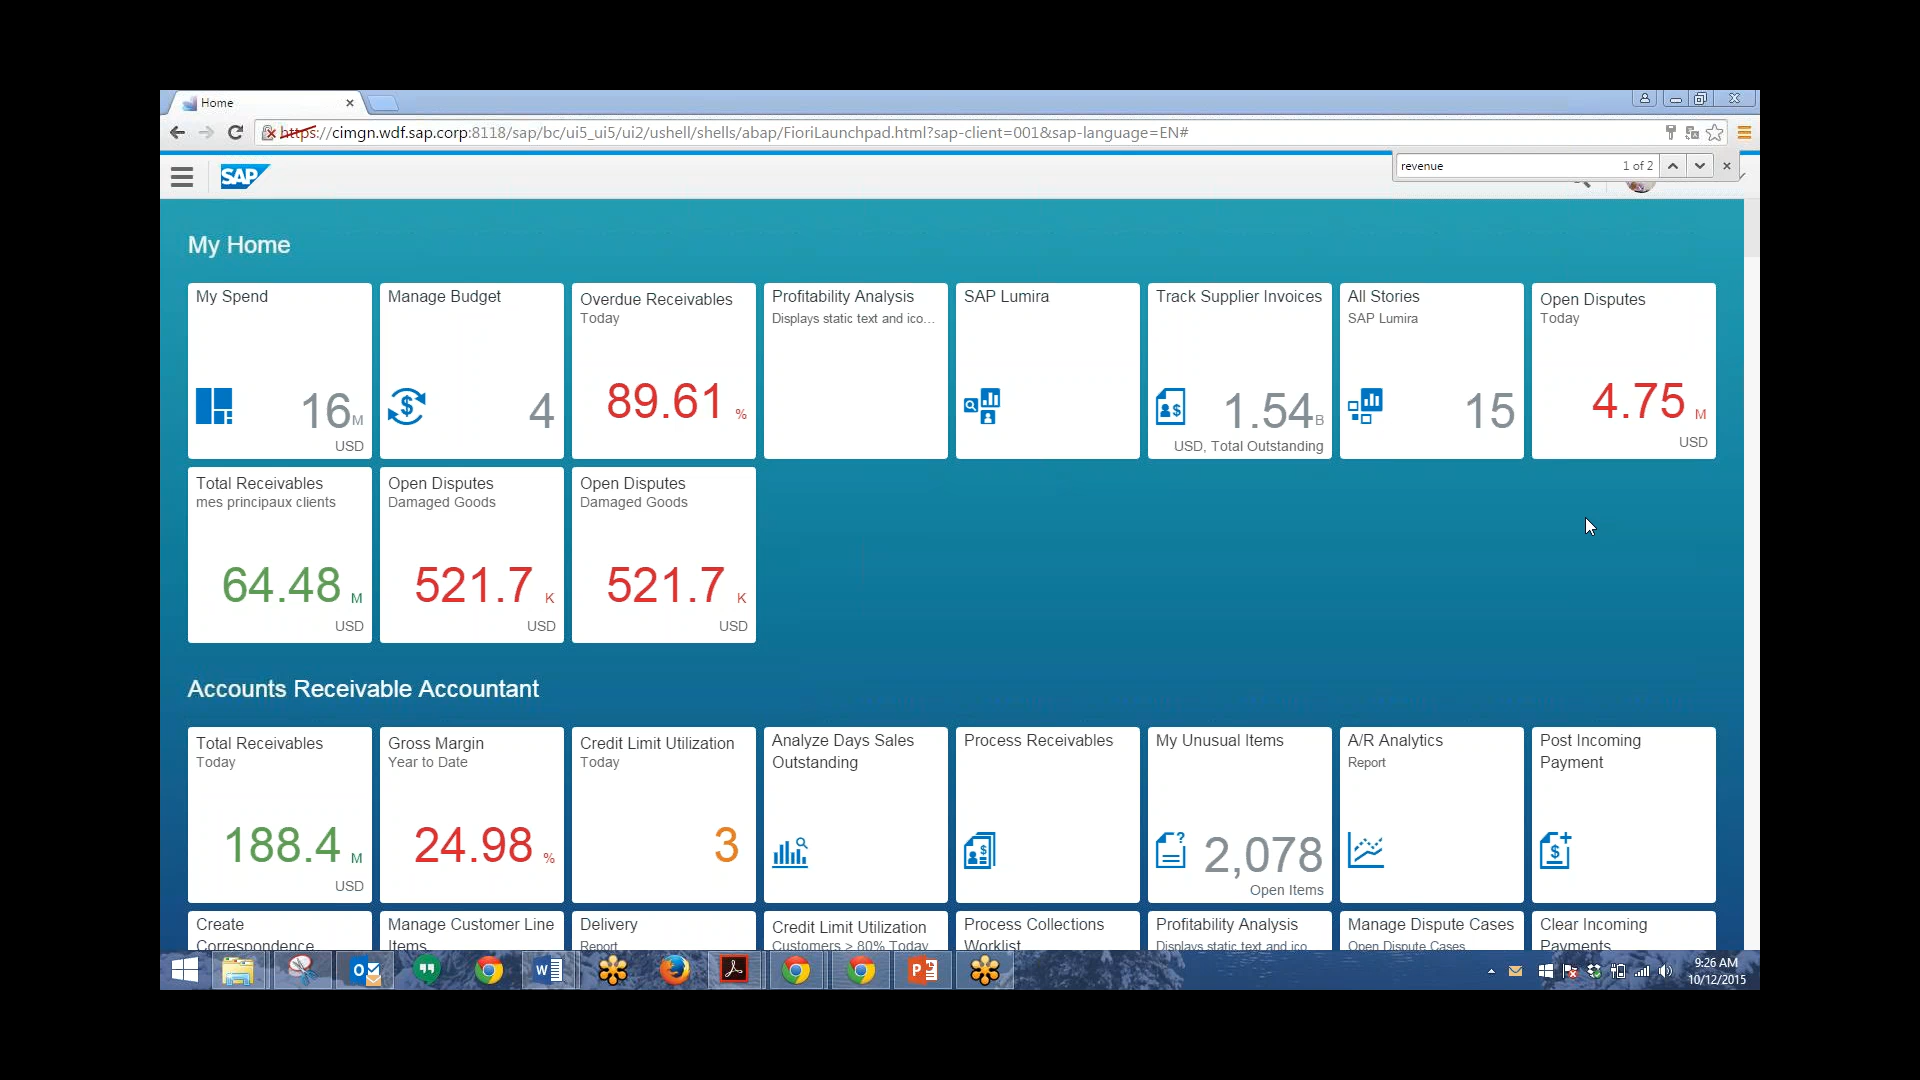 Home
https://cimgn.wdf.sap.corp:8118/sap/bc/ui5_ui5/ui2/ushell/shells/abap/FioriLaunchpad.html?sap-client=001&sap-language=EN#
revenue 1 of 2
SAP
My Home
My Spend
16M
USD
Manage Budget
4
Overdue Receivables
Today
89.61 %
Profitability Analysis
Displays static text and ico...
SAP Lumira
Track Supplier Invoices
1.54B
USD, Total Outstanding
All Stories
SAP Lumira
15
Open Disputes
Today
4.75 M
USD
Total Receivables
mes principaux clients
64.48 M
USD
Open Disputes
Damaged Goods
521.7 K
USD
Open Disputes
Damaged Goods
521.7 K
USD
Accounts Receivable Accountant
Total Receivables
Today
188.4 M
USD
Gross Margin
Year to Date
24.98 %
Credit Limit Utilization
Today
3
Analyze Days Sales
Outstanding
Process Receivables
My Unusual Items
2,078
Open Items
A/R Analytics
Report
Post Incoming
Payment
Create
Correspondence
Manage Customer Line
Items
Delivery
Report
Credit Limit Utilization
Customers > 80% Today
Process Collections
Worklist
Profitability Analysis
Displays static text and ico
Manage Dispute Cases
Open Dispute Cases
Clear Incoming
Payments
9:26 AM
10/12/2015